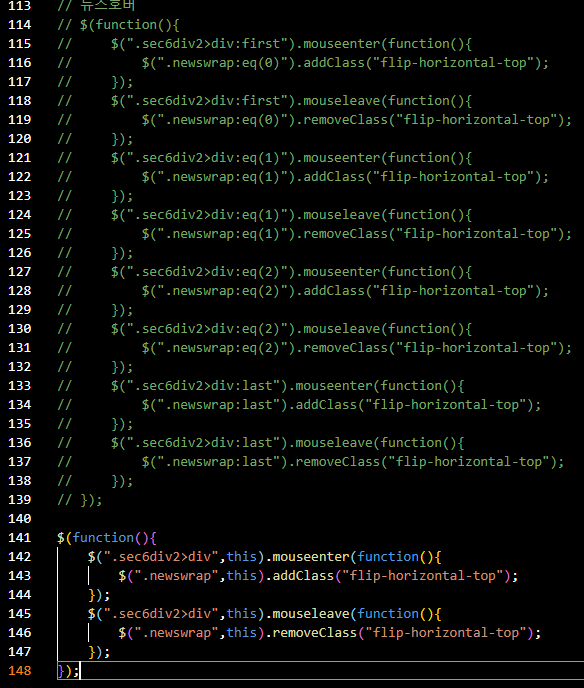 113 // 뉴스호버
114 // $(function(){
115 //     $(".sec6div2>div:first").mouseenter(function(){
116 //         $(".newswrap:eq(0)").addClass("flip-horizontal-top");
117 //     });
118 //     $(".sec6div2>div:first").mouseleave(function(){
119 //         $(".newswrap:eq(0)").removeClass("flip-horizontal-top");
120 //     });
121 //     $(".sec6div2>div:eq(1)").mouseenter(function(){
122 //         $(".newswrap:eq(1)").addClass("flip-horizontal-top");
123 //     });
124 //     $(".sec6div2>div:eq(1)").mouseleave(function(){
125 //         $(".newswrap:eq(1)").removeClass("flip-horizontal-top");
126 //     });
127 //     $(".sec6div2>div:eq(2)").mouseenter(function(){
128 //         $(".newswrap:eq(2)").addClass("flip-horizontal-top");
129 //     });
130 //     $(".sec6div2>div:eq(2)").mouseleave(function(){
131 //         $(".newswrap:eq(2)").removeClass("flip-horizontal-top");
132 //     });
133 //     $(".sec6div2>div:last").mouseenter(function(){
134 //         $(".newswrap:last").addClass("flip-horizontal-top");
135 //     });
136 //     $(".sec6div2>div:last").mouseleave(function(){
137 //         $(".newswrap:last").removeClass("flip-horizontal-top");
138 //     });
139 // });
140
141 $(function(){
142     $(".sec6div2>div",this).mouseenter(function(){
143         $(".newswrap",this).addClass("flip-horizontal-top");
144     });
145     $(".sec6div2>div",this).mouseleave(function(){
146         $(".newswrap",this).removeClass("flip-horizontal-top");
147     });
148 });